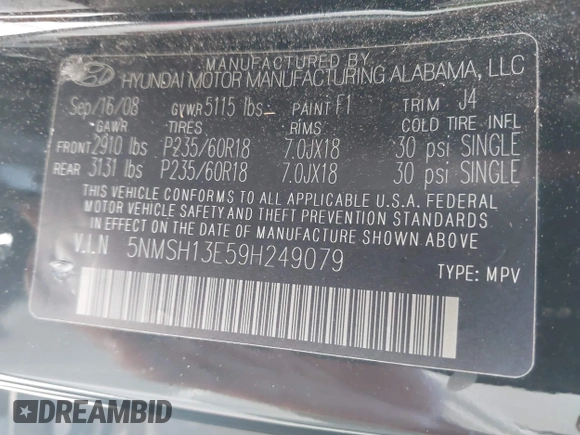 MANUFACTURED BY
HYUNDAI MOTOR MANUFACTURING ALABAMA, LLC
Sep/16/08 GVWR 5115 lbs PAINT F1 TRIM J4
GAWR TIRES RIMS COLD TIRE INFL
FRONT 2910 lbs P235/60R18 7.0JX18 30 psi SINGLE
REAR 3131 lbs P235/60R18 7.0JX18 30 psi SINGLE
THIS VEHICLE CONFORMS TO ALL APPLICABLE U.S.A. FEDERAL
MOTOR VEHICLE SAFETY AND THEFT PREVENTION STANDARDS
IN EFFECT ON THE DATE OF MANUFACTURE SHOWN ABOVE
V.I.N 5NMSH13E59H249079
TYPE: MPV
DREAMBID